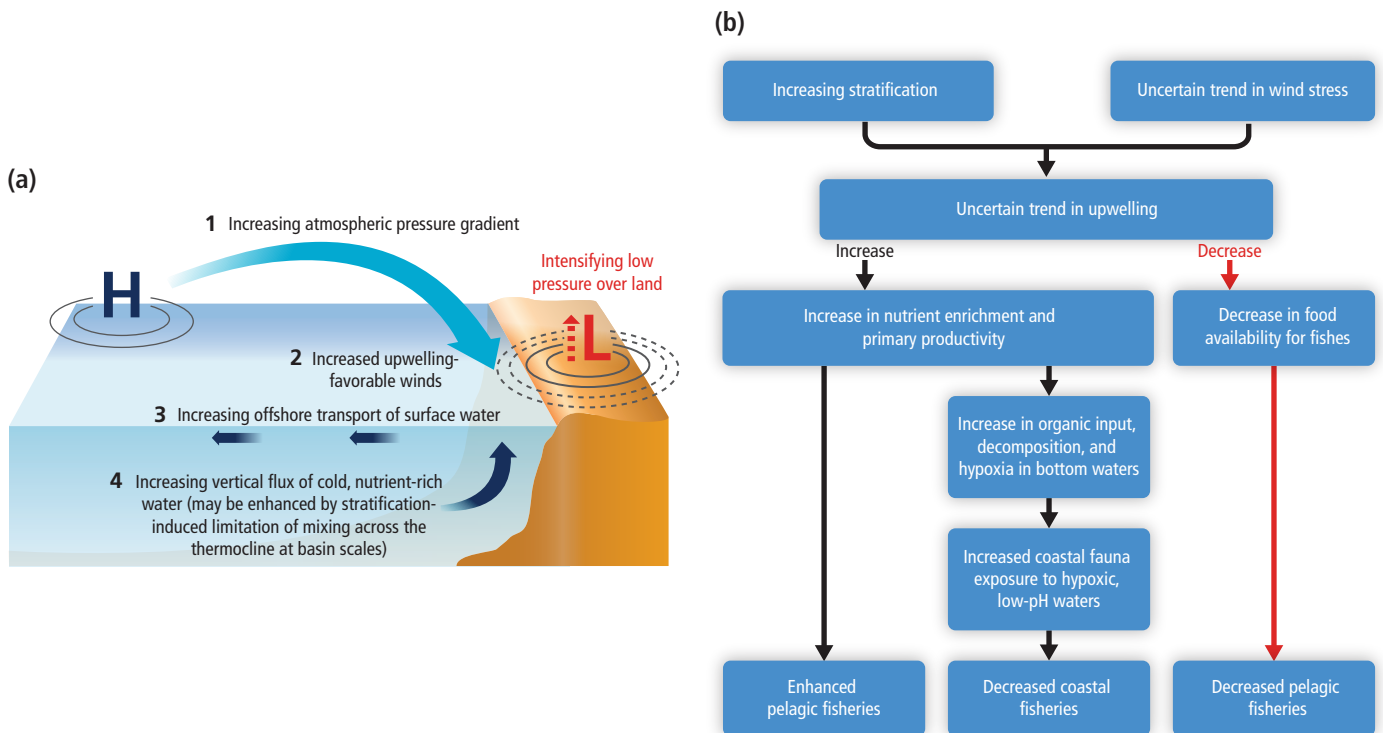 (a)
1 Increasing atmospheric pressure gradient
H
Intensifying low
pressure over land
L
2 Increased upwelling-
favorable winds
3 Increasing offshore transport of surface water
4 Increasing vertical flux of cold, nutrient-rich
water (may be enhanced by stratification-
induced limitation of mixing across the
thermocline at basin scales)
(b)
Increasing stratification
Uncertain trend in wind stress
Uncertain trend in upwelling
Increase
Decrease
Increase in nutrient enrichment and
primary productivity
Decrease in food
availability for fishes
Increase in organic input,
decomposition, and
hypoxia in bottom waters
Increased coastal fauna
exposure to hypoxic,
low-pH waters
Enhanced
pelagic fisheries
Decreased coastal
fisheries
Decreased pelagic
fisheries